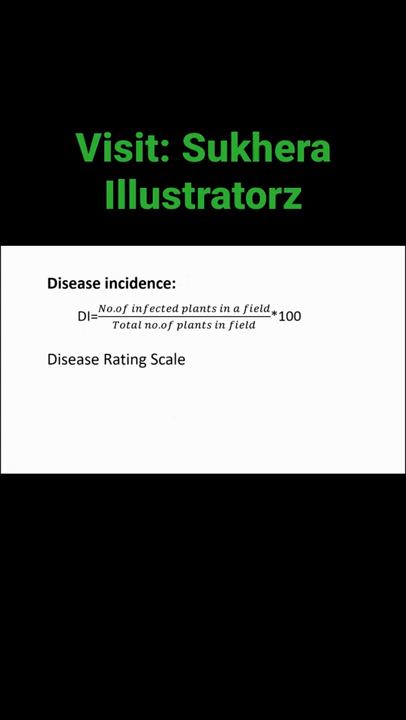 Visit: Sukhera
Illustratorz
Disease incidence:
DI=No.of infected plants in a field/Total no.of plants in field*100
Disease Rating Scale